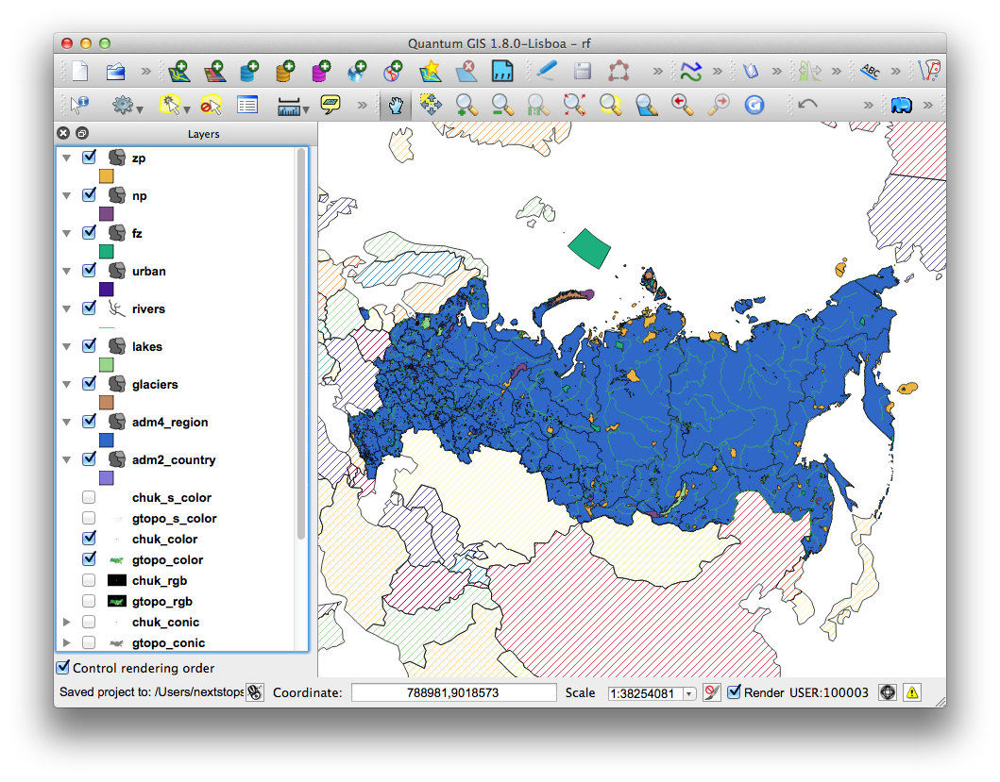 Quantum GIS 1.8.0-Lisboa - rf
ABC
Layers
zp
np
fz
urban
rivers
lakes
glaciers
adm4_region
adm2_country
chuk_s_color
gtopo_s_color
chuk_color
gtopo_color
chuk_rgb
gtopo_rgb
chuk_conic
gtopo_conic
Control rendering order
Saved project to: /Users/nextstops
Coordinate: 788981,9018573 Scale 1:38254081 Render USER:100003